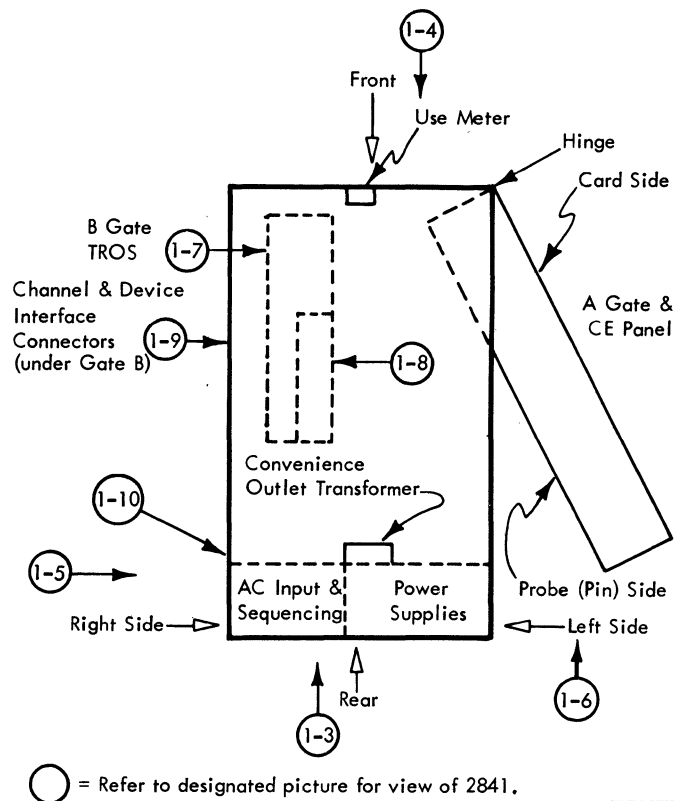 1-4
Front
Use Meter
Hinge
Card Side
B Gate
TROS
1-7
Channel & Device
Interface
Connectors
(under Gate B)
1-9
A Gate &
CE Panel
1-8
Convenience
Outlet Transformer
1-10
1-5
AC Input &
Sequencing
Power
Supplies
Probe (Pin) Side
Right Side
Left Side
Rear
1-3
1-6
= Refer to designated picture for view of 2841.